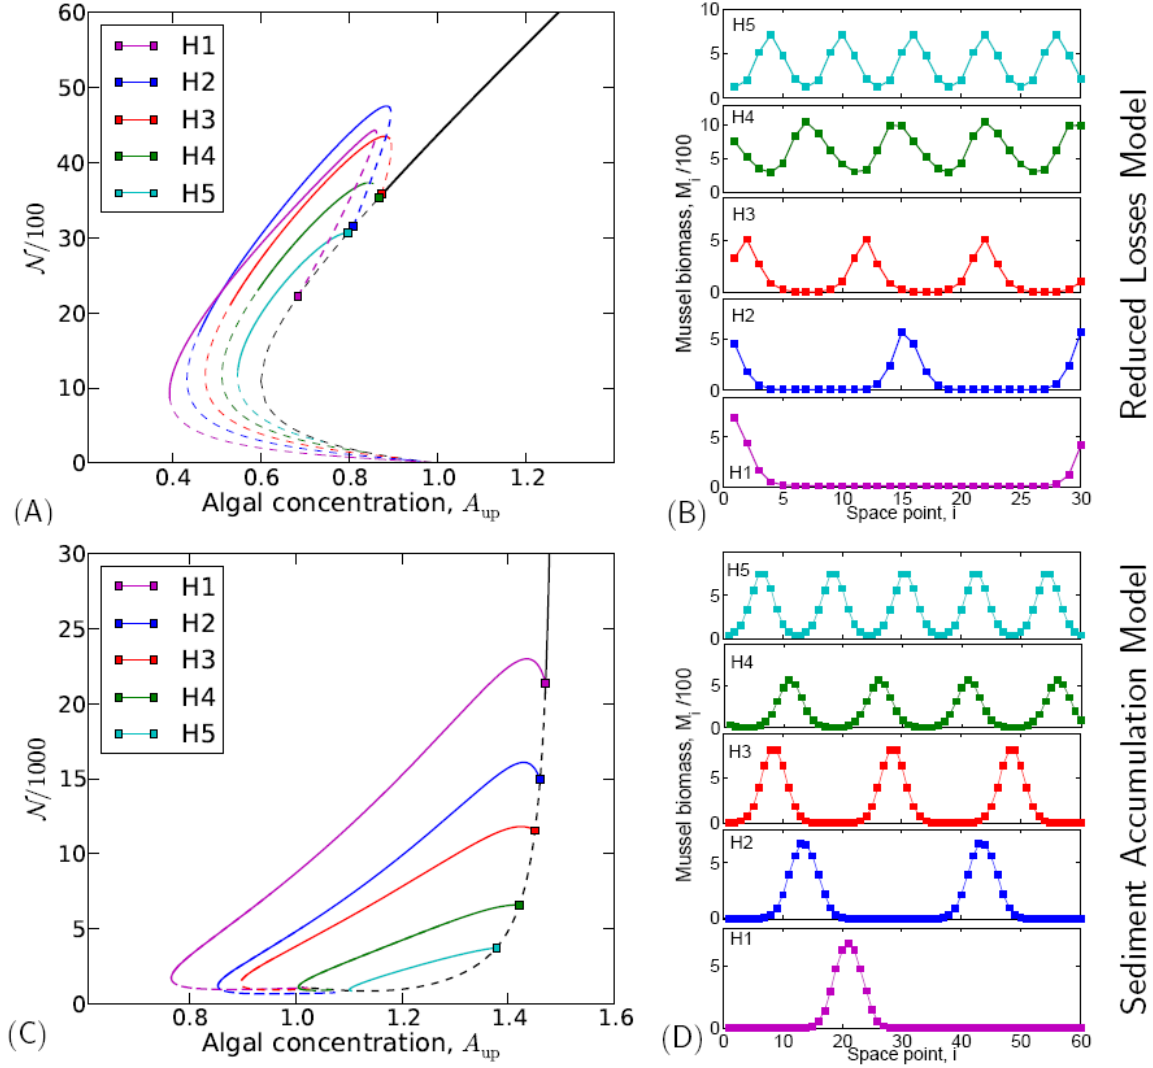 60
50
40
30
20
10
0
𝒩/100
H1
H2
H3
H4
H5
0.4
0.6
0.8
1.0
1.2
Algal concentration, A_up
(A)
10
5
0
H5
10
5
0
H4
5
0
H3
5
0
H2
5
0
H1
0
5
10
15
20
25
30
Mussel biomass, M_i/100
Space point, i
(B)
Reduced Losses Model
30
25
20
15
10
5
0
𝒩/1000
H1
H2
H3
H4
H5
0.8
1.0
1.2
1.4
1.6
Algal concentration, A_up
(C)
5
0
H5
5
0
H4
5
0
H3
5
0
H2
5
0
H1
0
10
20
30
40
50
60
Mussel biomass, M_i/100
Space point, i
(D)
Sediment Accumulation Model